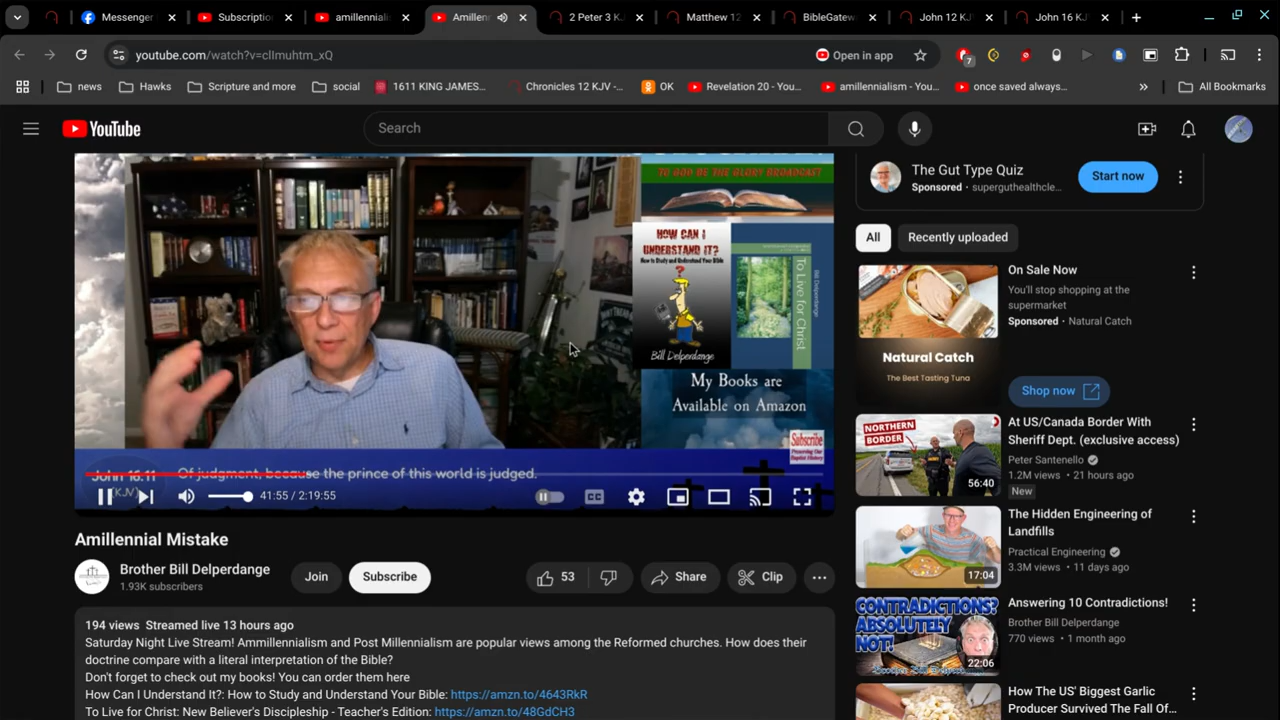 Messenger
Subscriptio
amillennialis
Amillenn
2 Peter 3 KJ
Matthew 12
BibleGatew
John 12 KJ
John 16 KJ
youtube.com/watch?v=clImuhtm_xQ
Open in app
7
news
Hawks
Scripture and more
social
1611 KING JAMES...
Chronicles 12 KJV -...
OK
Revelation 20 - You...
amillennialism - You...
once saved always...
All Bookmarks
YouTube
Search
TO GOD BE THE GLORY BROADCAST
HOW CAN I
UNDERSTAND IT?
How to Study and Understand Your Bible
?
Bill Delperdange
To Live for Christ
My Books are
Available on Amazon
Subscribe
John 16:11
(KJV)
Of judgment, because the prince of this world is judged.
41:55 / 2:19:55
CC
Amillennial Mistake
Brother Bill Delperdange
1.93K subscribers
Join
Subscribe
53
Share
Clip
194 views Streamed live 13 hours ago
Saturday Night Live Stream! Ammillennialism and Post Millennialism are popular views among the Reformed churches. How does their
doctrine compare with a literal interpretation of the Bible?
Don't forget to check my books! You can order them here
How Can I Understand It?: How to Study and Understand Your Bible: https://amzn.to/4643RkR
To Live for Christ: New Believer's Discipleship - Teacher's Edition: https://amzn.to/48GdCH3
The Gut Type Quiz
Sponsored · superguthealthcle...
Start now
All
Recently uploaded
Natural Catch
The Best Tasting Tuna
On Sale Now
You'll stop shopping at the
supermarket
Sponsored · Natural Catch
Shop now
NORTHERN
BORDER
56:40
At US/Canada Border With
Sheriff Dept. (exclusive access)
Peter Santenello
1.2M views · 21 hours ago
New
17:04
The Hidden Engineering of
Landfills
Practical Engineering
3.3M views · 11 days ago
CONTRADICTIONS?
ABSOLUTELY
NOT!
22:06
Answering 10 Contradictions!
Brother Bill Delperdange
770 views · 1 month ago
How The US' Biggest Garlic
Producer Survived The Fall Of...